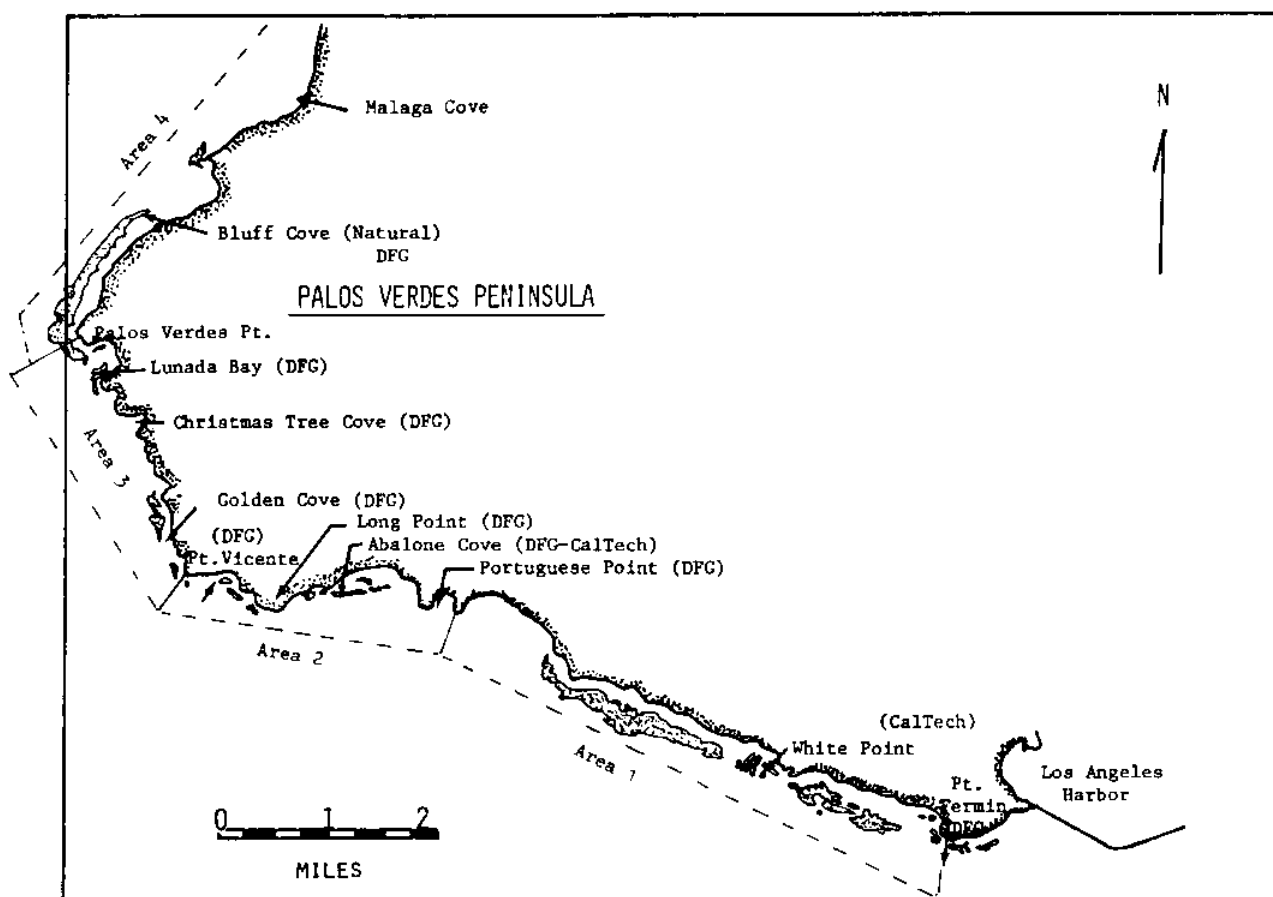 Malaga Cove
N
Area 4
Bluff Cove (Natural)
DFG
PALOS VERDES PENINSULA
Palos Verdes Pt.
Lunada Bay (DFG)
Christmas Tree Cove (DFG)
Area 3
Golden Cove (DFG)
Long Point (DFG)
(DFG)
Pt.Vicente
Abalone Cove (DFG-CalTech)
Portuguese Point (DFG)
Area 2
(CalTech)
White Point
Area 1
Pt.
Fermin
(DFG)
Los Angeles
Harbor
0 1 2
MILES